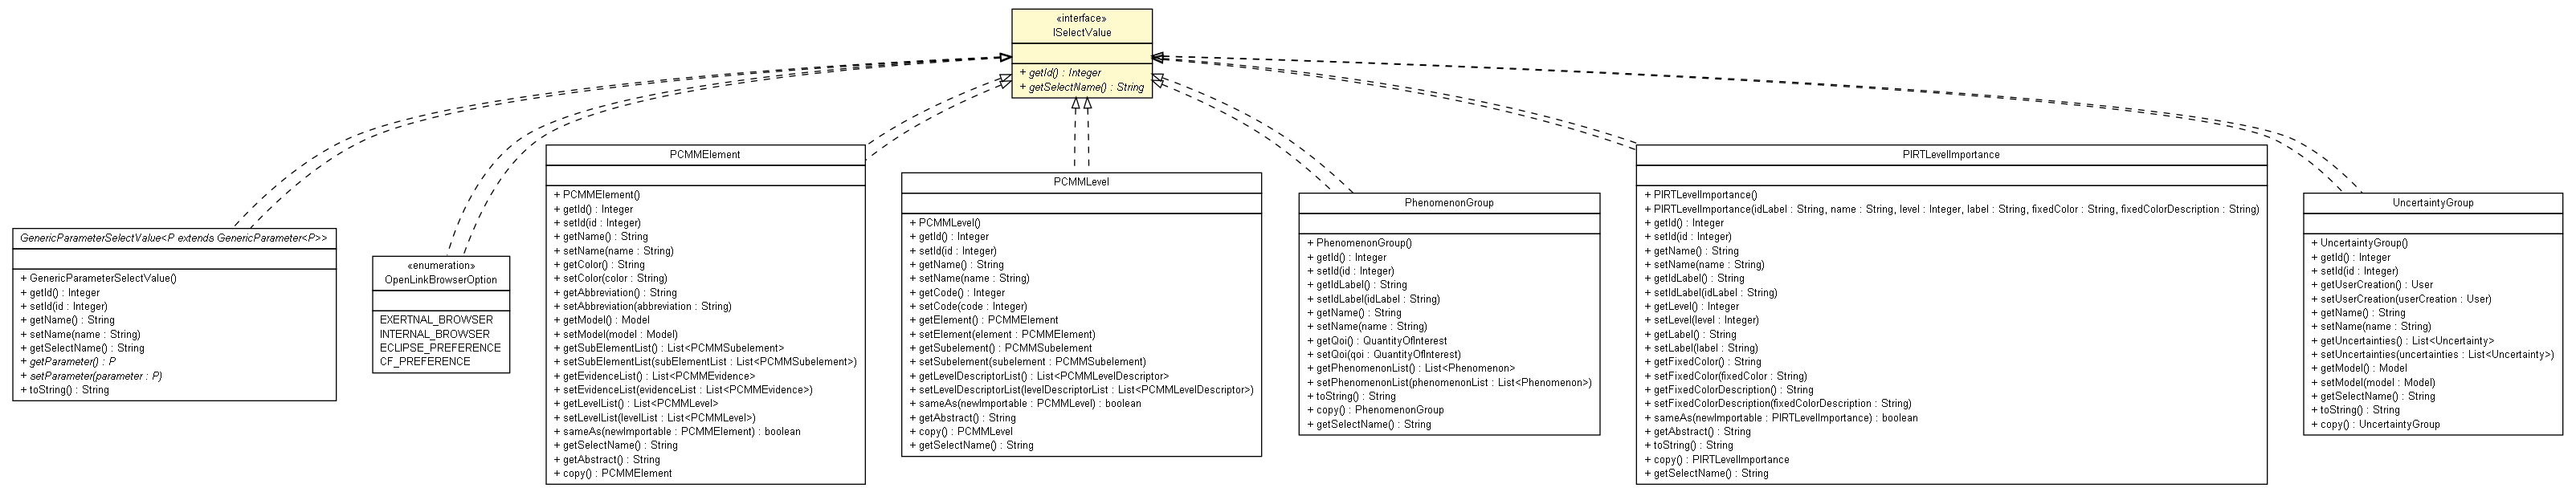 «interface»
ISelectValue
+ getId() : Integer
+ getSelectName() : String
GenericParameterSelectValue<P extends GenericParameter<P>>
+ GenericParameterSelectValue()
+ getId() : Integer
+ setId(id : Integer)
+ getName() : String
+ setName(name : String)
+ getSelectName() : String
+ getParameter() : P
+ setParameter(parameter : P)
+ toString() : String
«enumeration»
OpenLinkBrowserOption
EXERTNAL_BROWSER
INTERNAL_BROWSER
ECLIPSE_PREFERENCE
CF_PREFERENCE
PCMMElement
+ PCMMElement()
+ getId() : Integer
+ setId(id : Integer)
+ getName() : String
+ setName(name : String)
+ getColor() : String
+ setColor(color : String)
+ getAbbreviation() : String
+ setAbbreviation(abbreviation : String)
+ getModel() : Model
+ setModel(model : Model)
+ getSubElementList() : List<PCMMSubelement>
+ setSubElementList(subElementList : List<PCMMSubelement>)
+ getEvidenceList() : List<PCMMEvidence>
+ setEvidenceList(evidenceList : List<PCMMEvidence>)
+ getLevelList() : List<PCMMLevel>
+ setLevelList(levelList : List<PCMMLevel>)
+ sameAs(newImportable : PCMMElement) : boolean
+ getSelectName() : String
+ getAbstract() : String
+ copy() : PCMMElement
PCMMLevel
+ PCMMLevel()
+ getId() : Integer
+ setId(id : Integer)
+ getName() : String
+ setName(name : String)
+ getCode() : Integer
+ setCode(code : Integer)
+ getElement() : PCMMElement
+ setElement(element : PCMMElement)
+ getSubelement() : PCMMSubelement
+ setSubelement(subelement : PCMMSubelement)
+ getLevelDescriptorList() : List<PCMMLevelDescriptor>
+ setLevelDescriptorList(levelDescriptorList : List<PCMMLevelDescriptor>)
+ sameAs(newImportable : PCMMLevel) : boolean
+ getAbstract() : String
+ copy() : PCMMLevel
+ getSelectName() : String
PhenomenonGroup
+ PhenomenonGroup()
+ getId() : Integer
+ setId(id : Integer)
+ getIdLabel() : String
+ setIdLabel(idLabel : String)
+ getName() : String
+ setName(name : String)
+ getQoi() : QuantityOfInterest
+ setQoi(qoi : QuantityOfInterest)
+ getPhenomenonList() : List<Phenomenon>
+ setPhenomenonList(phenomenonList : List<Phenomenon>)
+ toString() : String
+ copy() : PhenomenonGroup
+ getSelectName() : String
PIRTLevelImportance
+ PIRTLevelImportance()
+ PIRTLevelImportance(idLabel : String, name : String, level : Integer, label : String, fixedColor : String, fixedColorDescription : String)
+ getId() : Integer
+ setId(id : Integer)
+ getName() : String
+ setName(name : String)
+ getIdLabel() : String
+ setIdLabel(idLabel : String)
+ getLevel() : Integer
+ setLevel(level : Integer)
+ getLabel() : String
+ setLabel(label : String)
+ getFixedColor() : String
+ setFixedColor(fixedColor : String)
+ getFixedColorDescription() : String
+ setFixedColorDescription(fixedColorDescription : String)
+ sameAs(newImportable : PIRTLevelImportance) : boolean
+ getAbstract() : String
+ toString() : String
+ copy() : PIRTLevelImportance
+ getSelectName() : String
UncertaintyGroup
+ UncertaintyGroup()
+ getId() : Integer
+ setId(id : Integer)
+ getUserCreation() : User
+ setUserCreation(userCreation : User)
+ getName() : String
+ setName(name : String)
+ getUncertainties() : List<Uncertainty>
+ setUncertainties(uncertainties : List<Uncertainty>)
+ getModel() : Model
+ setModel(model : Model)
+ getSelectName() : String
+ toString() : String
+ copy() : UncertaintyGroup